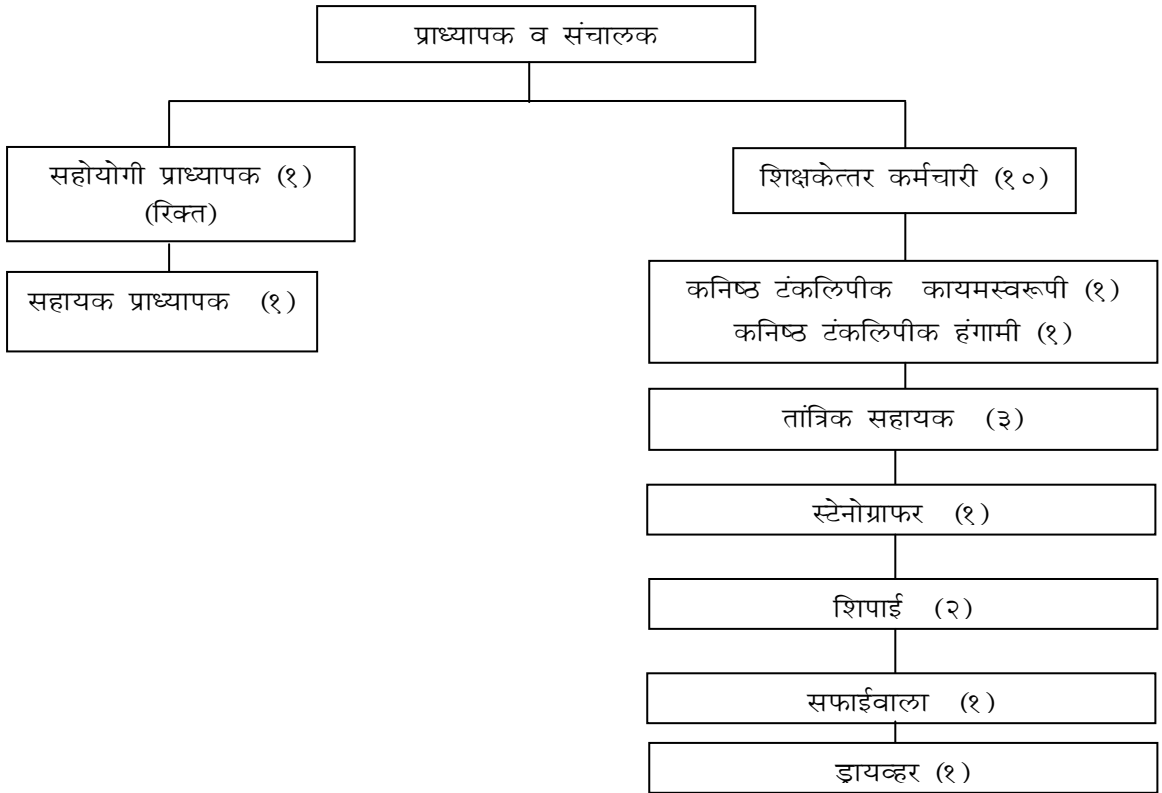 प्राध्यापक व संचालक
सहोयोगी प्राध्यापक (१)
(रिक्त)
सहायक प्राध्यापक (१)
शिक्षकेत्तर कर्मचारी (१०)
कनिष्ठ टंकलिपीक कायमस्वरूपी (१)
कनिष्ठ टंकलिपीक हंगामी (१)
तांत्रिक सहायक (३)
स्टेनोग्राफर (१)
शिपाई (२)
सफाईवाला (१)
ड्रायव्हर (१)